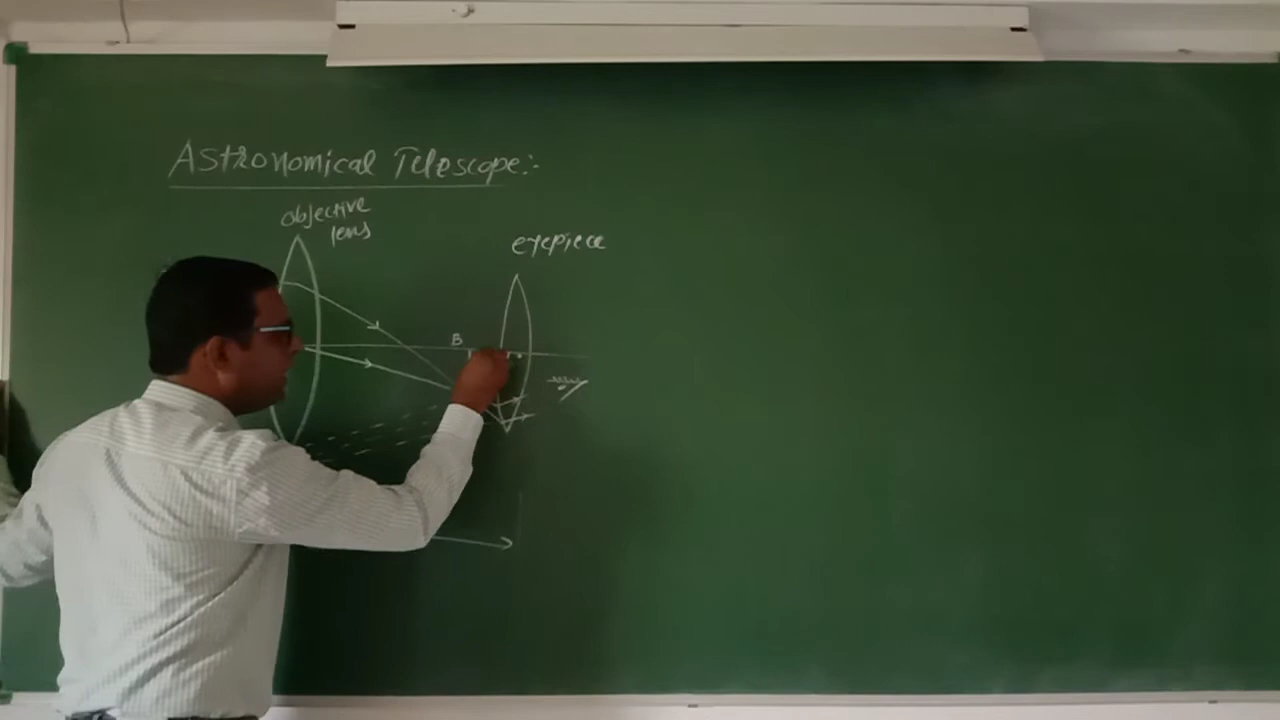 Astronomical Telescope:-
objective
lens
eyepiece
B